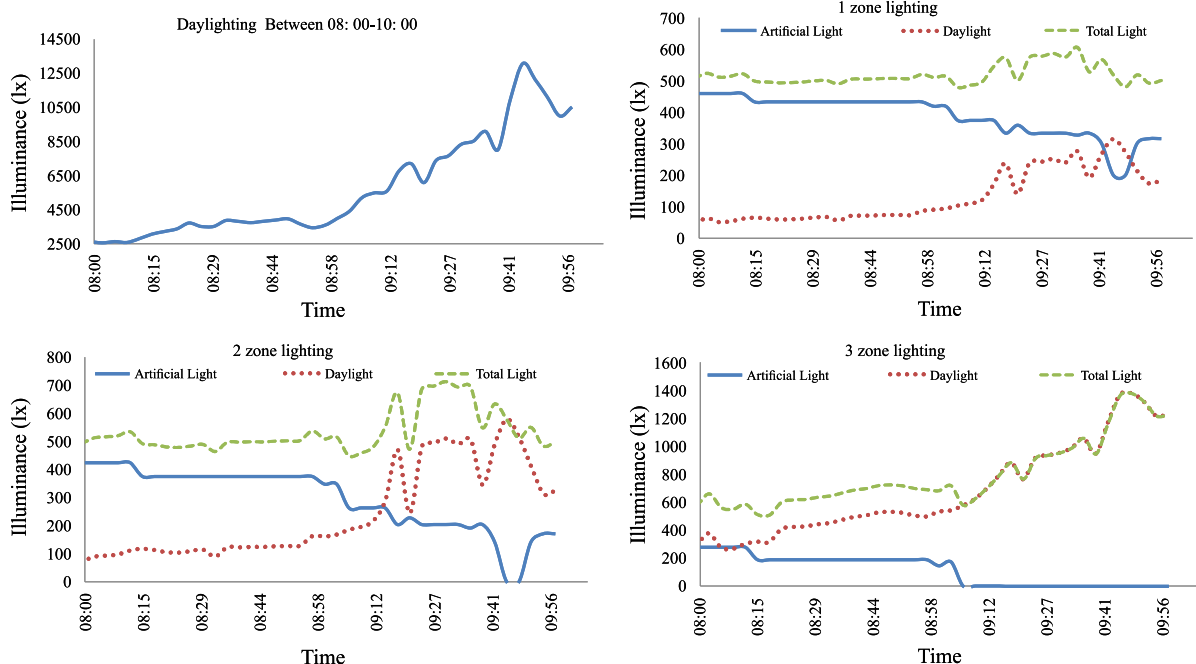 Daylighting Between 08: 00-10: 00
14500
12500
10500
8500
6500
4500
2500
Illuminance (lx)
08:00 08:15 08:29 08:44 08:58 09:12 09:27 09:41 09:56
Time
1 zone lighting
Artificial Light Daylight Total Light
700
600
500
400
300
200
100
0
Illuminance (lx)
08:00 08:15 08:29 08:44 08:58 09:12 09:27 09:41 09:56
Time
2 zone lighting
Artificial Light Daylight Total Light
800
700
600
500
400
300
200
100
0
Illuminance (lx)
08:00 08:15 08:29 08:44 08:58 09:12 09:27 09:41 09:56
Time
3 zone lighting
Artificial Light Daylight Total Light
1600
1400
1200
1000
800
600
400
200
0
Illuminance (lx)
08:00 08:15 08:29 08:44 08:58 09:12 09:27 09:41 09:56
Time